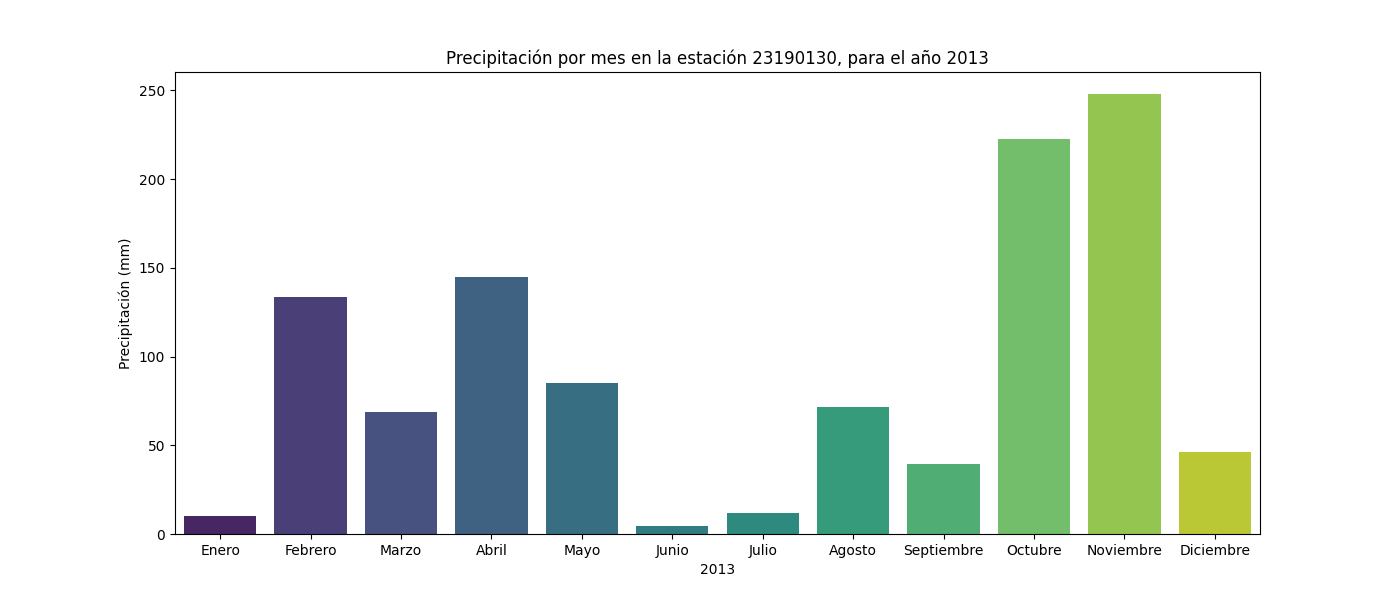 Precipitación por mes en la estación 23190130, para el año 2013
Precipitación (mm)
250
200
150
100
50
0
Enero Febrero Marzo Abril Mayo Junio Julio Agosto Septiembre Octubre Noviembre Diciembre
2013